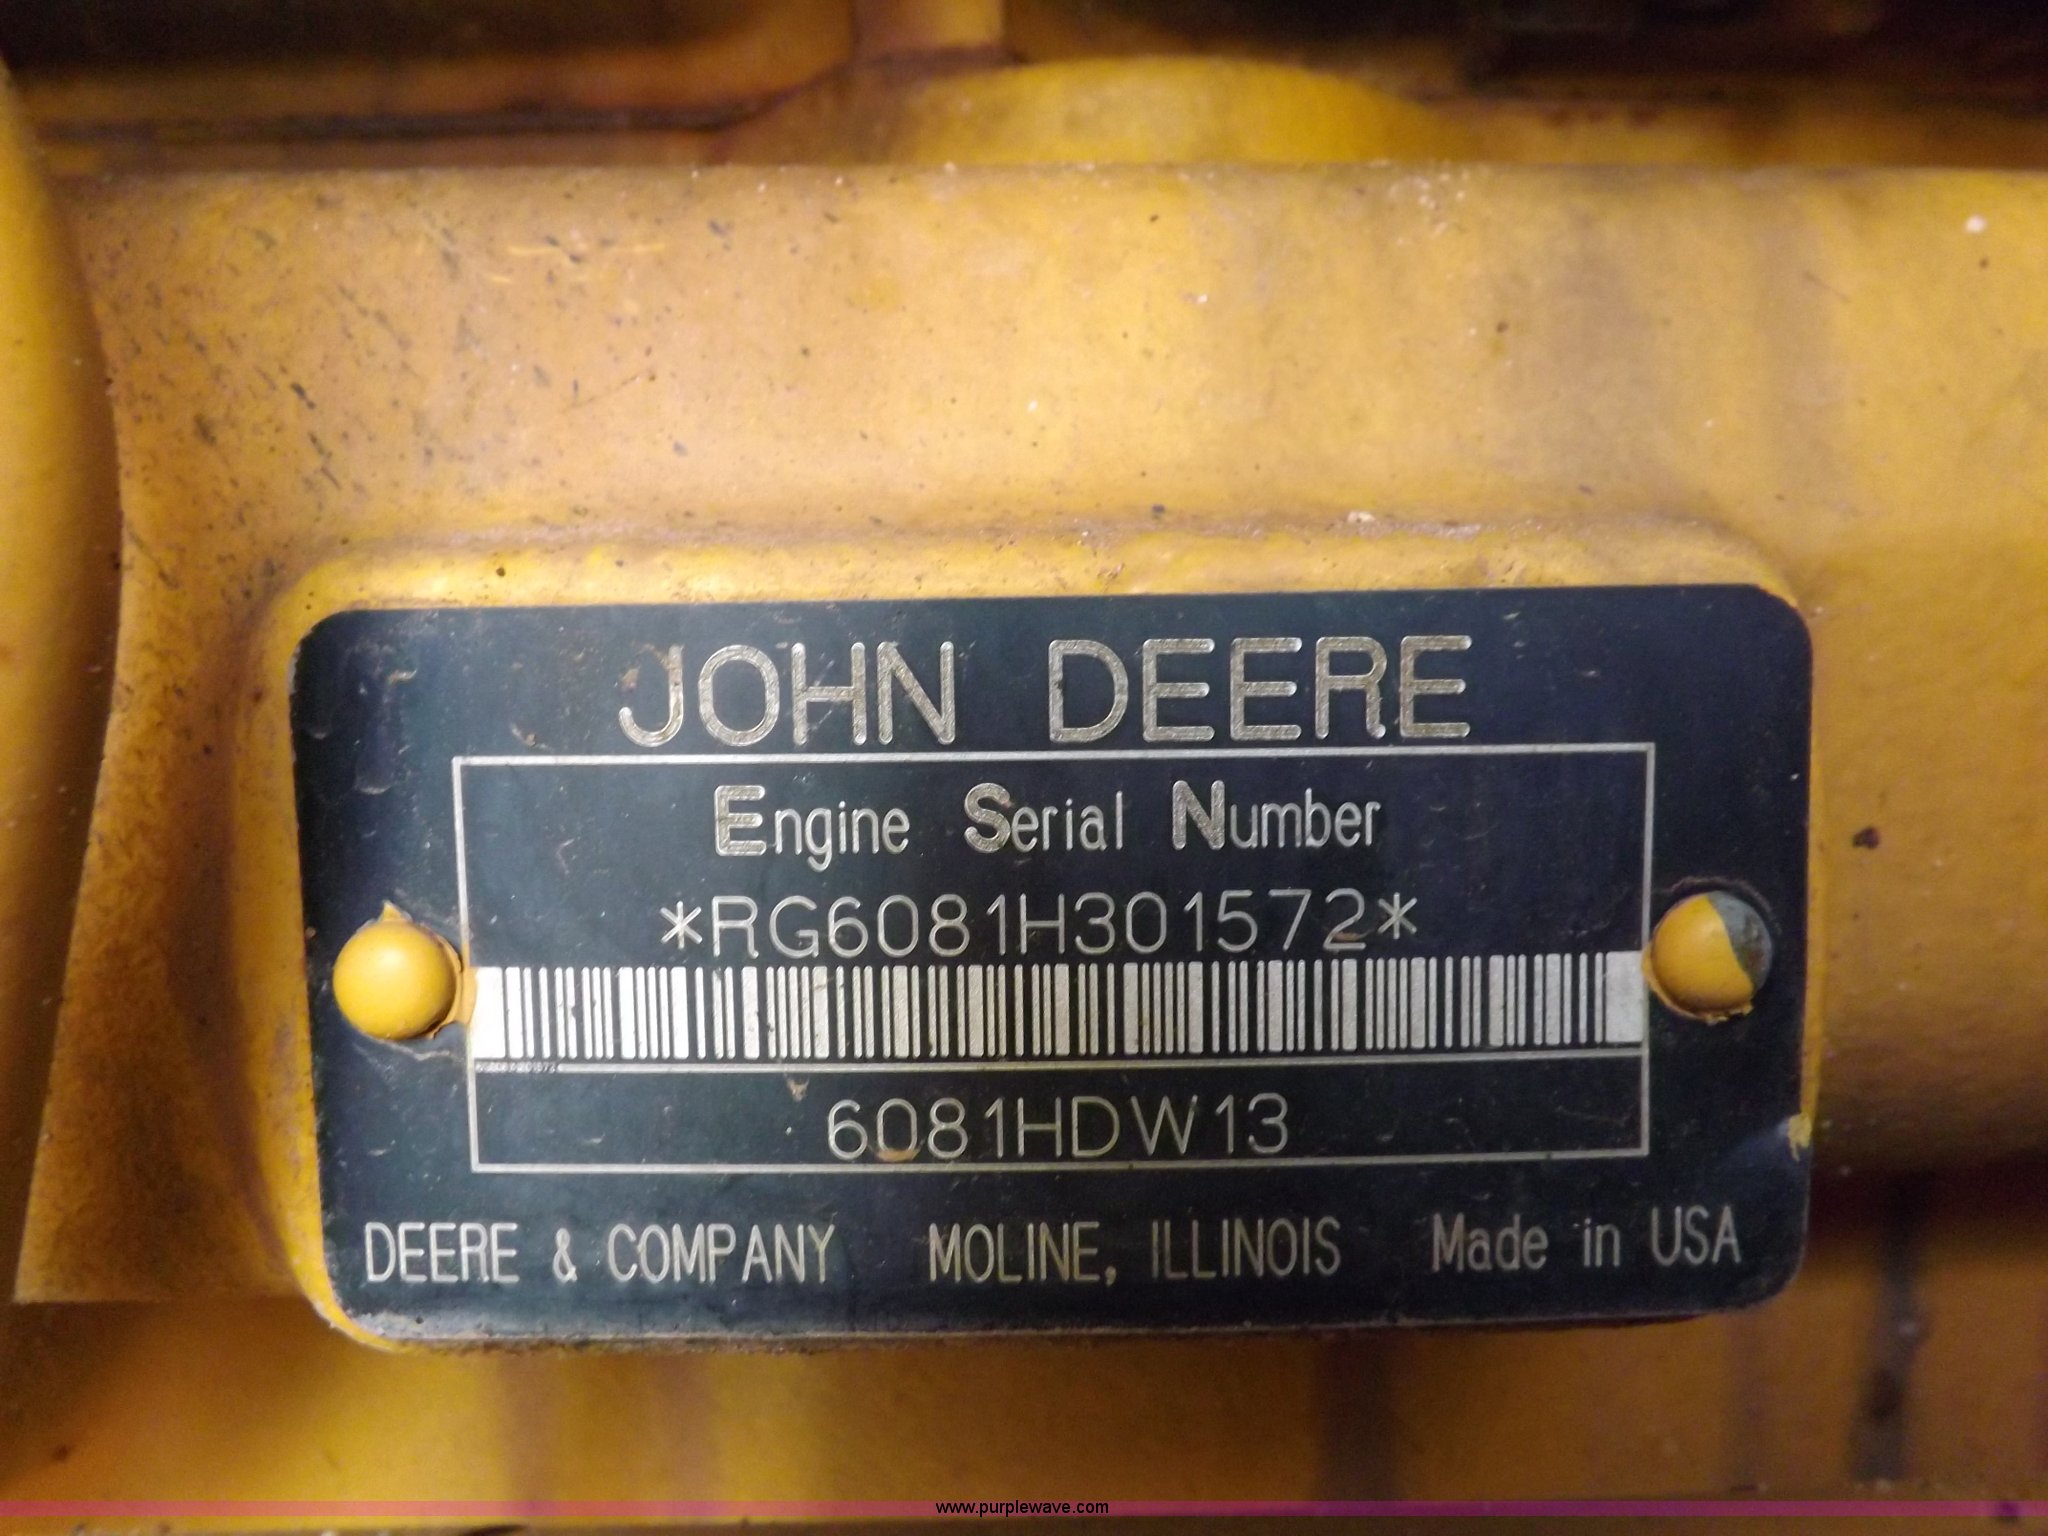 JOHN DEERE
Engine Serial Number
*RG6081H301572*
6081HDW13
DEERE & COMPANY MOLINE, ILLINOIS Made in USA
www.purplewave.com